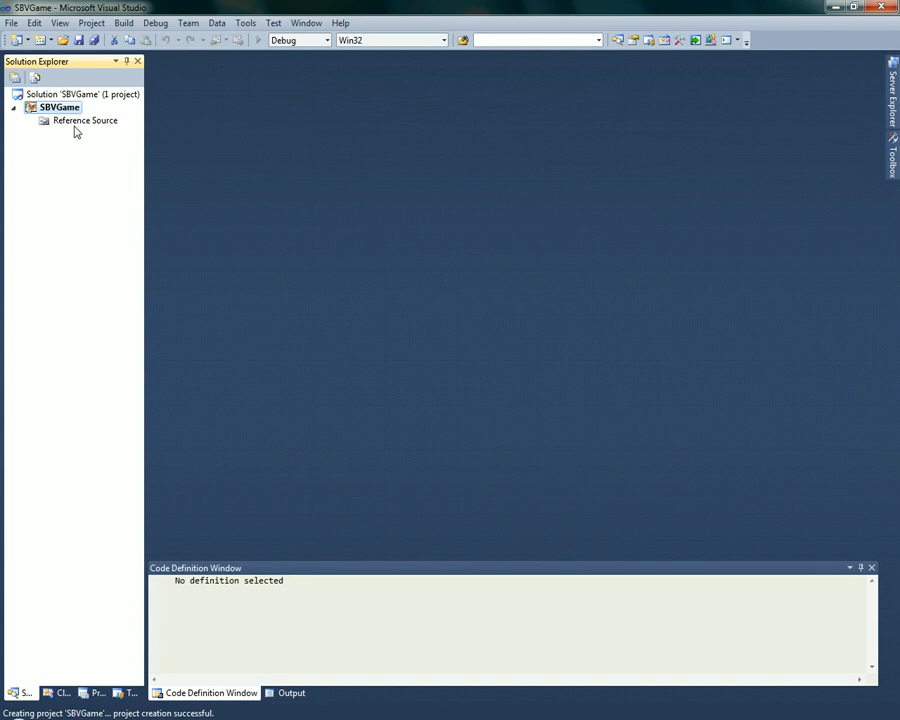 SBVGame - Microsoft Visual Studio
File Edit View Project Build Debug Team Data Tools Test Window Help
Debug Win32
Solution Explorer
Solution 'SBVGame' (1 project)
SBVGame
Reference Source
Server Explorer
Toolbox
Code Definition Window
No definition selected
S... Cl... Pr... T... Code Definition Window Output
Creating project 'SBVGame'... project creation successful.